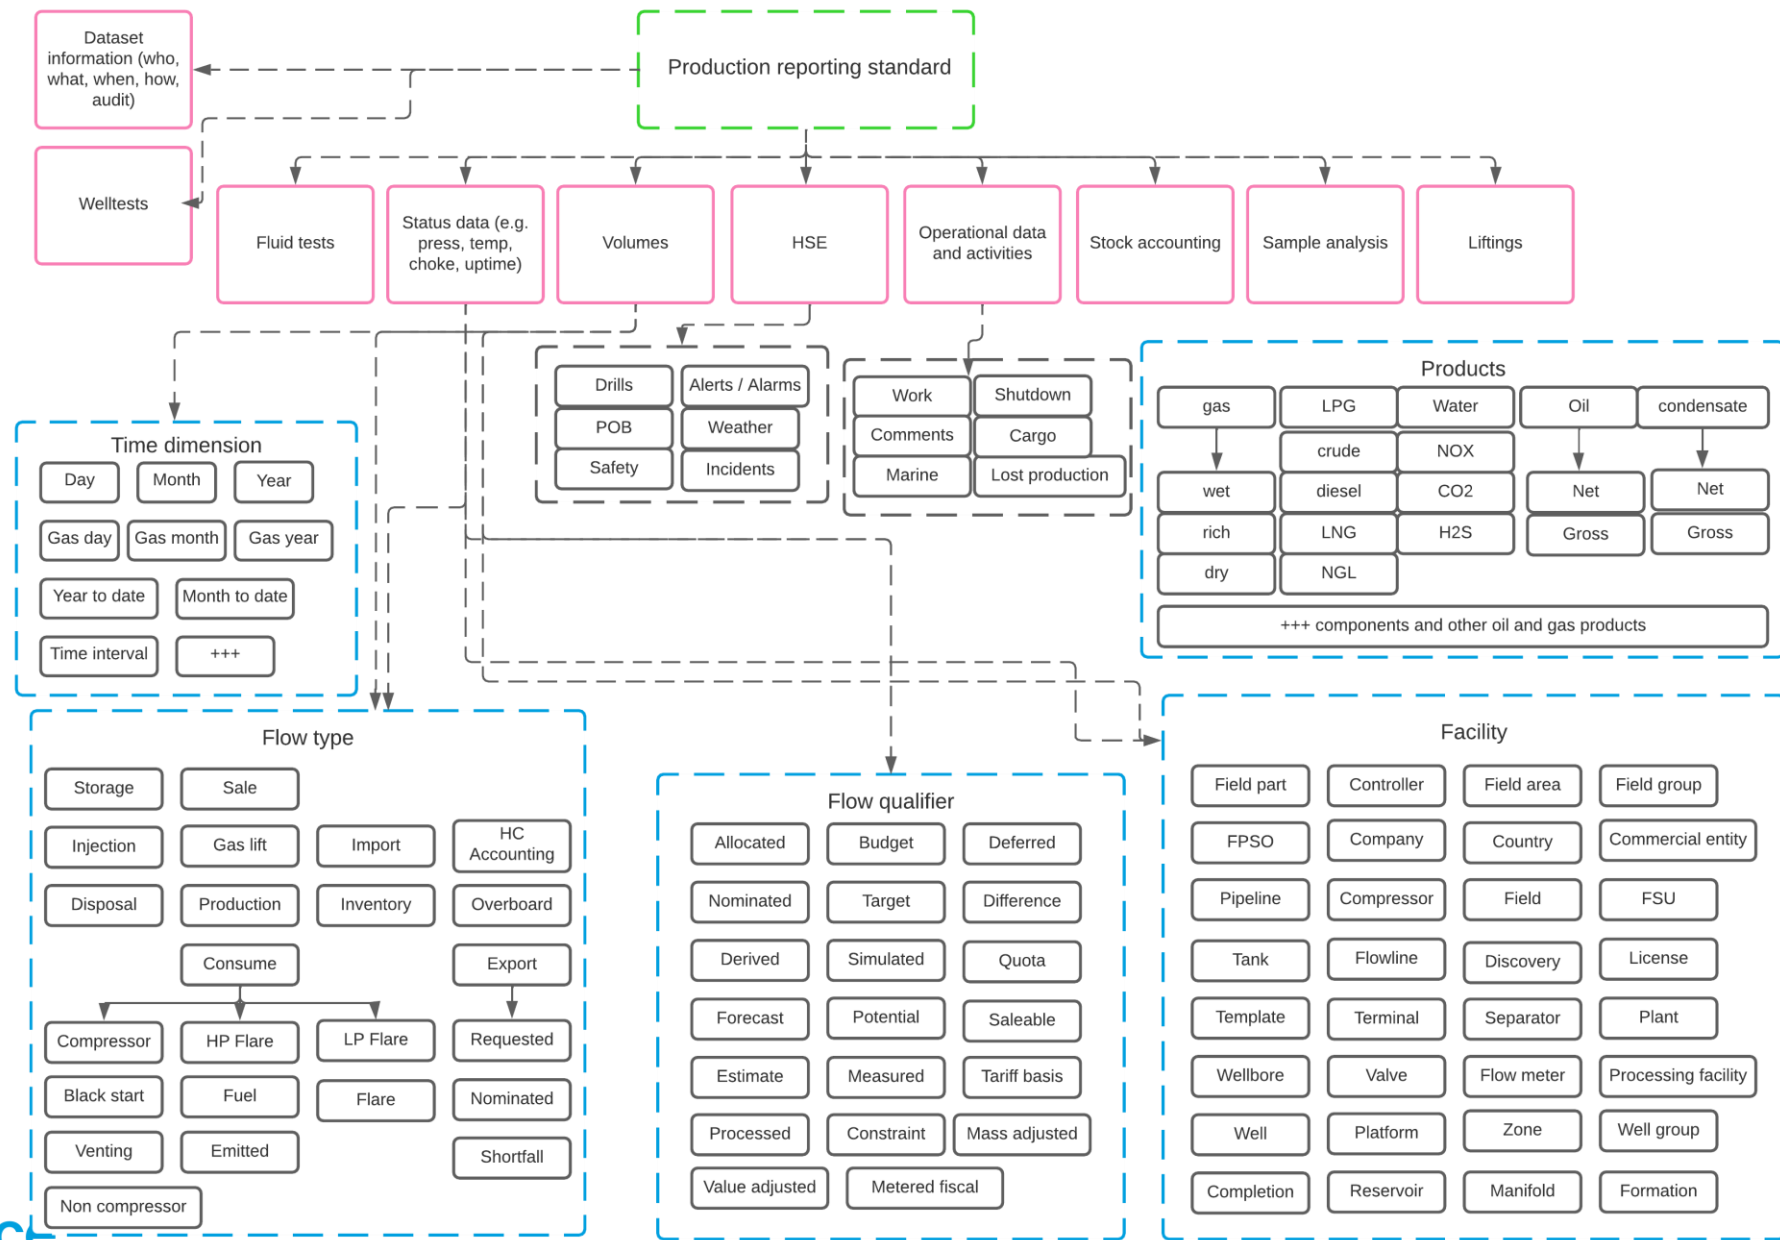 Dataset
information (who,
what, when, how,
audit)
Production reporting standard
Welltests
Fluid tests
Status data (e.g.
press, temp,
choke, uptime)
Volumes
HSE
Operational data
and activities
Stock accounting
Sample analysis
Liftings
Time dimension
Day
Month
Year
Gas day
Gas month
Gas year
Year to date
Month to date
Time interval
+++
Drills
Alerts / Alarms
POB
Weather
Safety
Incidents
Work
Shutdown
Comments
Cargo
Marine
Lost production
Products
gas
LPG
Water
Oil
condensate
crude
NOX
wet
diesel
CO2
Net
Net
rich
LNG
H2S
Gross
Gross
dry
NGL
+++ components and other oil and gas products
Flow type
Storage
Sale
Injection
Gas lift
Import
HC
Accounting
Disposal
Production
Inventory
Overboard
Consume
Export
Compressor
HP Flare
LP Flare
Requested
Black start
Fuel
Flare
Nominated
Venting
Emitted
Shortfall
Non compressor
Flow qualifier
Allocated
Budget
Deferred
Nominated
Target
Difference
Derived
Simulated
Quota
Forecast
Potential
Saleable
Estimate
Measured
Tariff basis
Processed
Constraint
Mass adjusted
Value adjusted
Metered fiscal
Facility
Field part
Controller
Field area
Field group
FPSO
Company
Country
Commercial entity
Pipeline
Compressor
Field
FSU
Tank
Flowline
Discovery
License
Template
Terminal
Separator
Plant
Wellbore
Valve
Flow meter
Processing facility
Well
Platform
Zone
Well group
Completion
Reservoir
Manifold
Formation